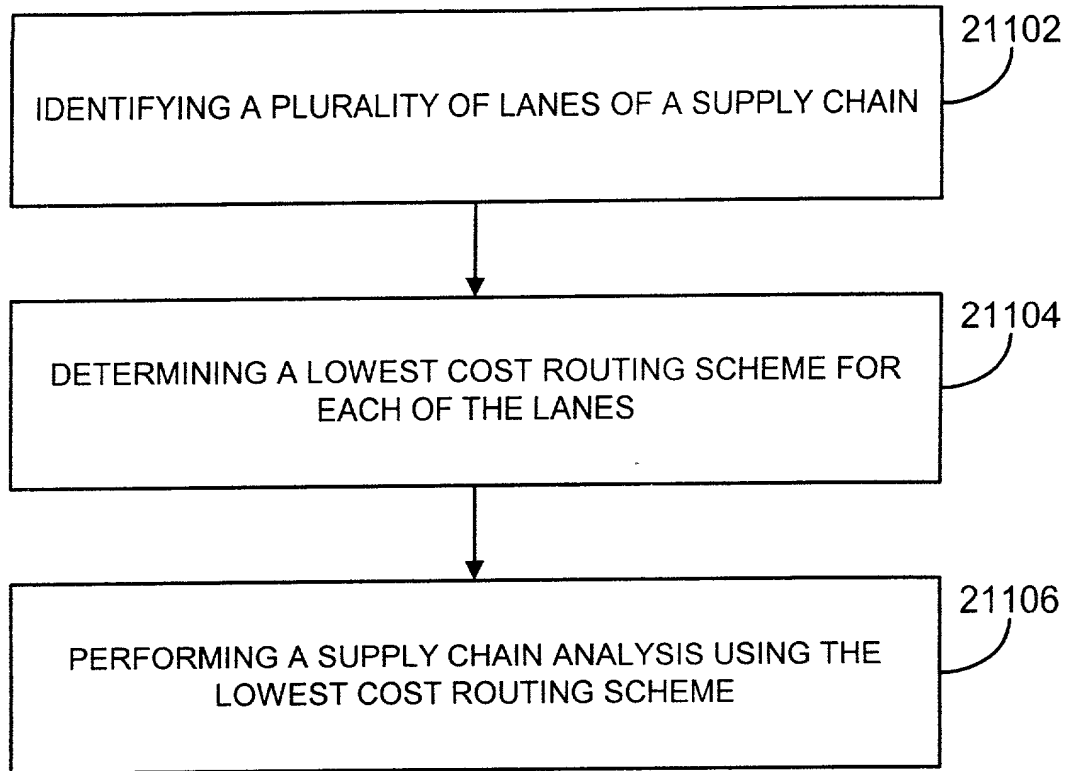 21102
IDENTIFYING A PLURALITY OF LANES OF A SUPPLY CHAIN
21104
DETERMINING A LOWEST COST ROUTING SCHEME FOR
EACH OF THE LANES
21106
PERFORMING A SUPPLY CHAIN ANALYSIS USING THE
LOWEST COST ROUTING SCHEME